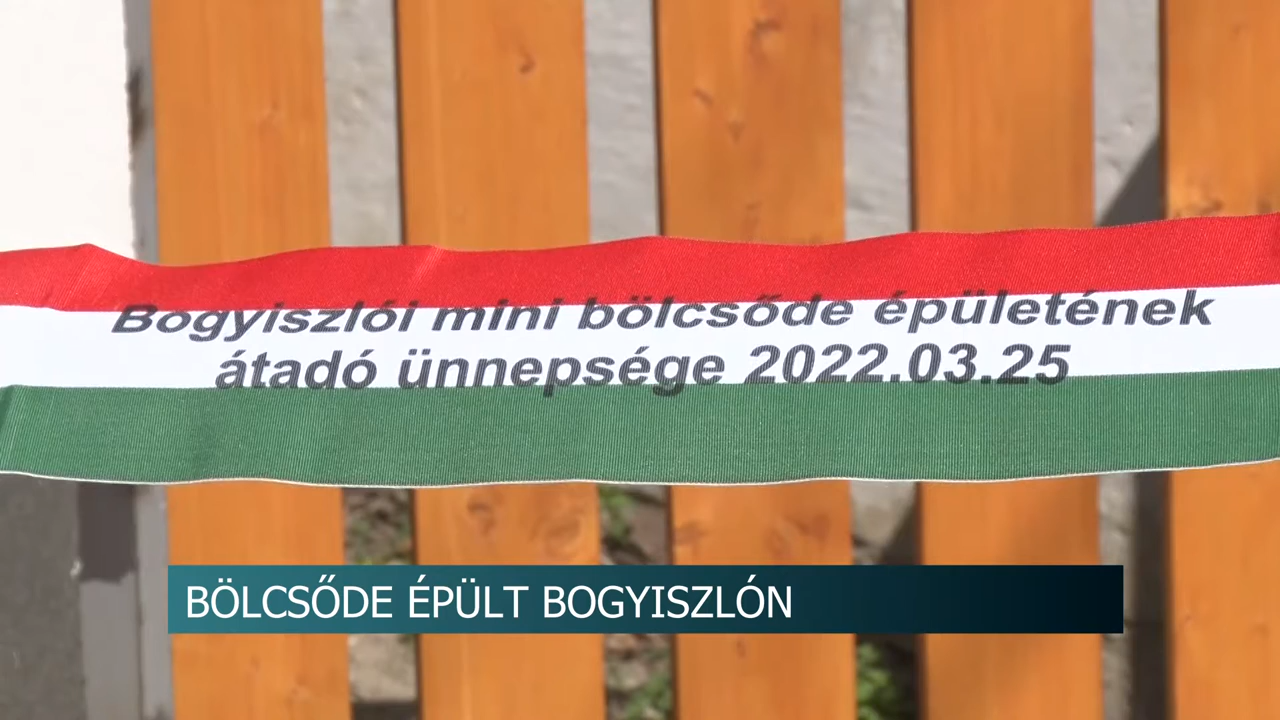 Bogyiszlói mini bölcsőde épületének
átadó ünnepsége 2022.03.25
BÖLCSŐDE ÉPÜLT BOGYISZLÓN